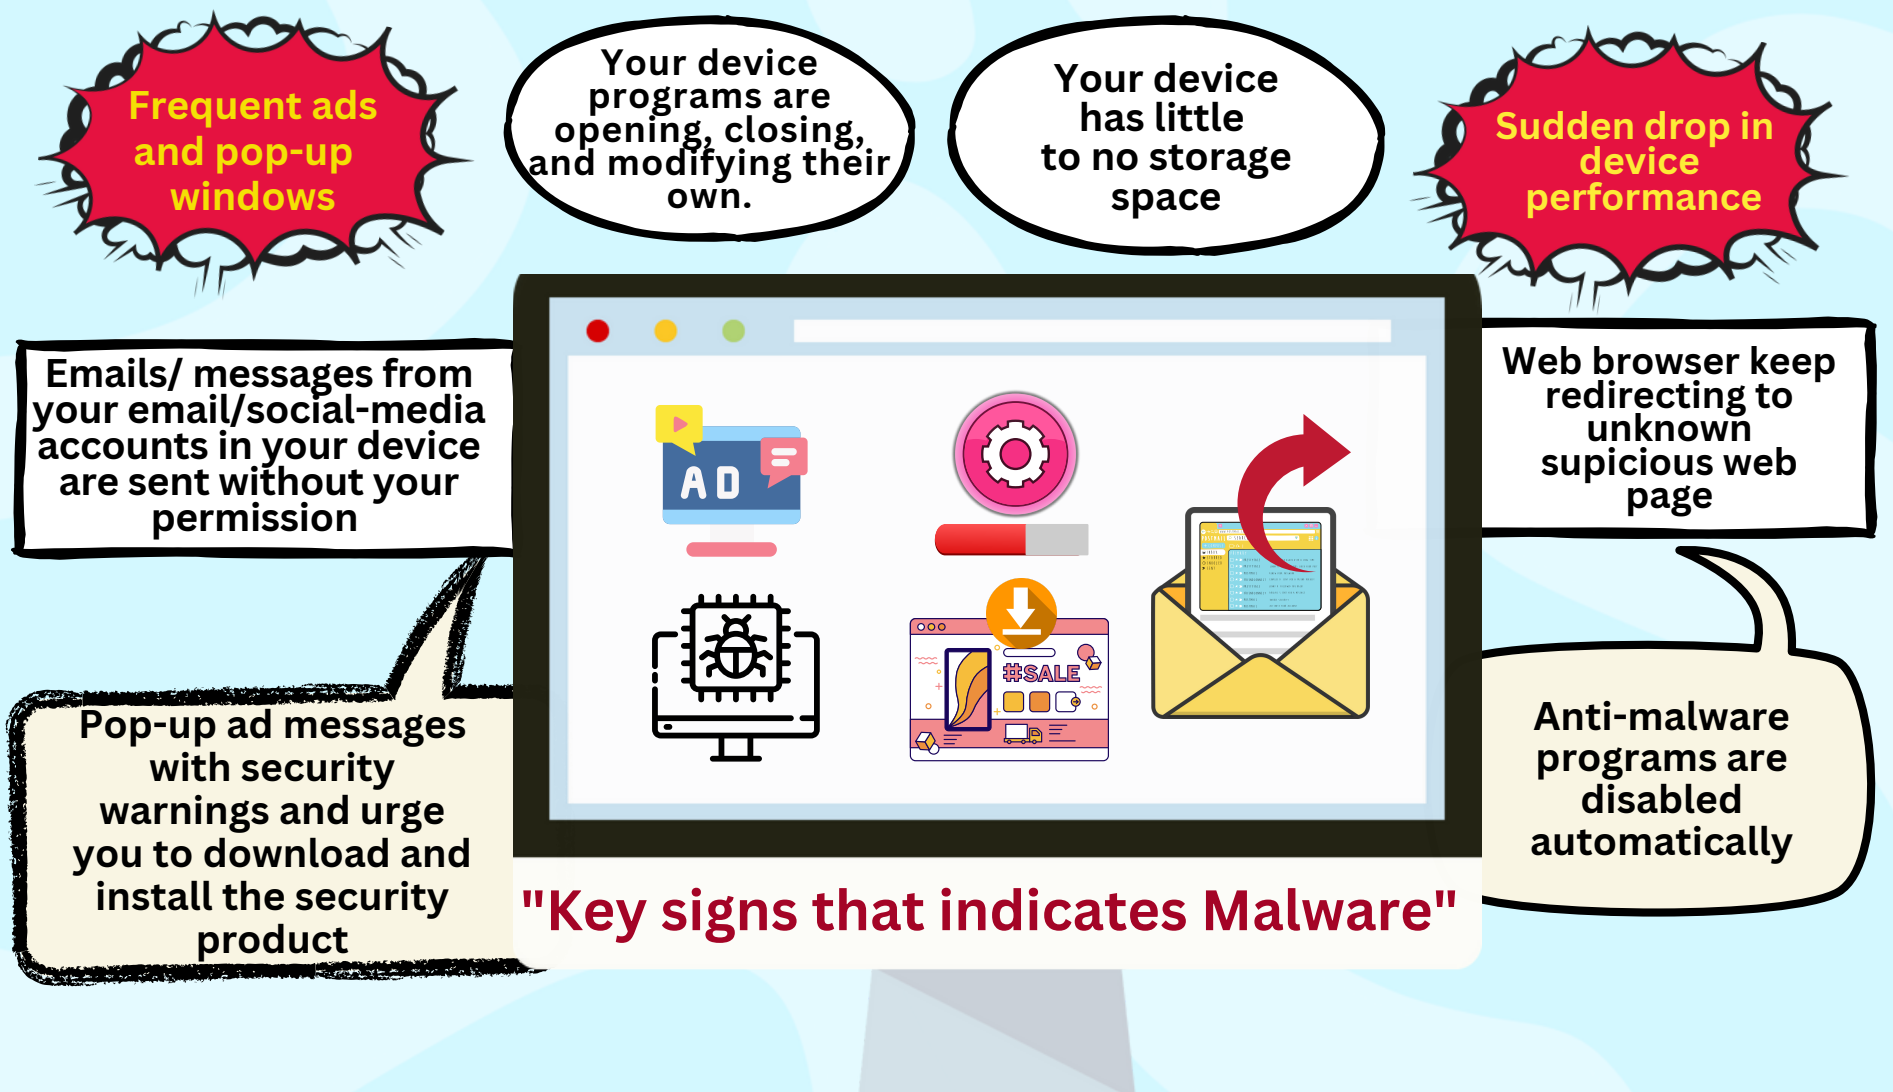 Frequent ads
and pop-up
windows
Your device
programs are
opening, closing,
and modifying their
own.
Your device
has little
to no storage
space
Sudden drop in
device
performance
Emails/ messages from
your email/social-media
accounts in your device
are sent without your
permission
Web browser keep
redirecting to
unknown
supicious web
page
AD
#SALE
Pop-up ad messages
with security
warnings and urge
you to download and
install the security
product
Anti-malware
programs are
disabled
automatically
"Key signs that indicates Malware"